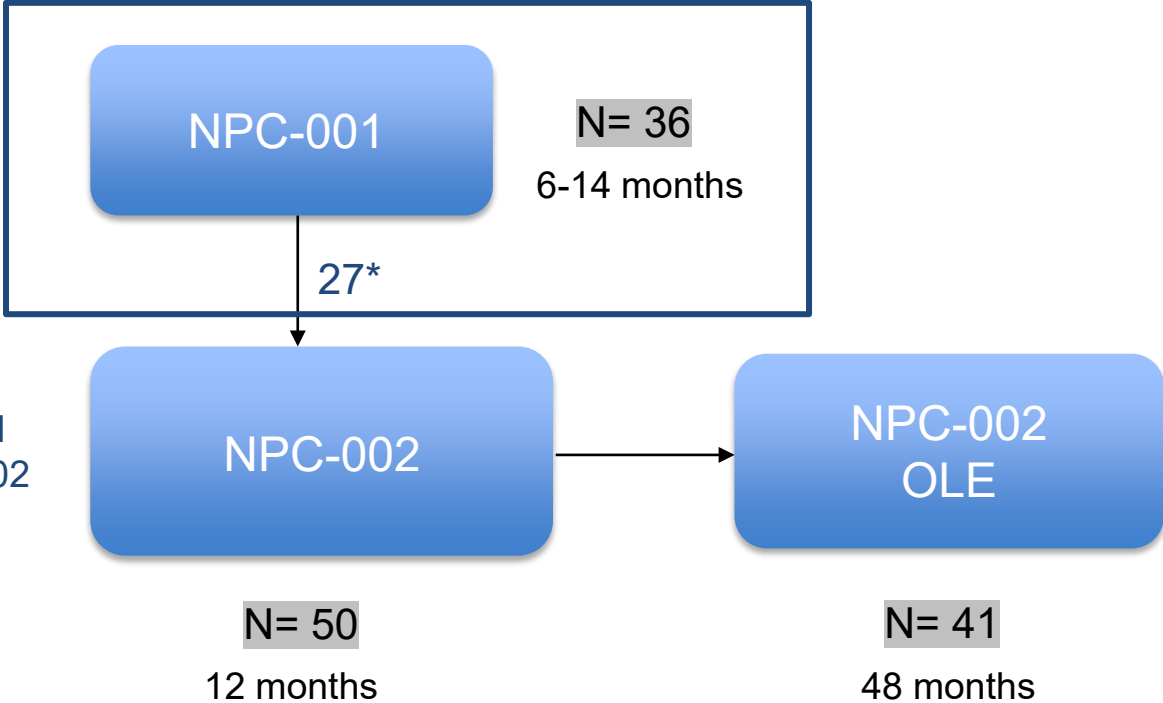 NPC-001
N= 36
6-14 months
27*
NPC-002
NPC-002
OLE
N= 50
N= 41
12 months
48 months